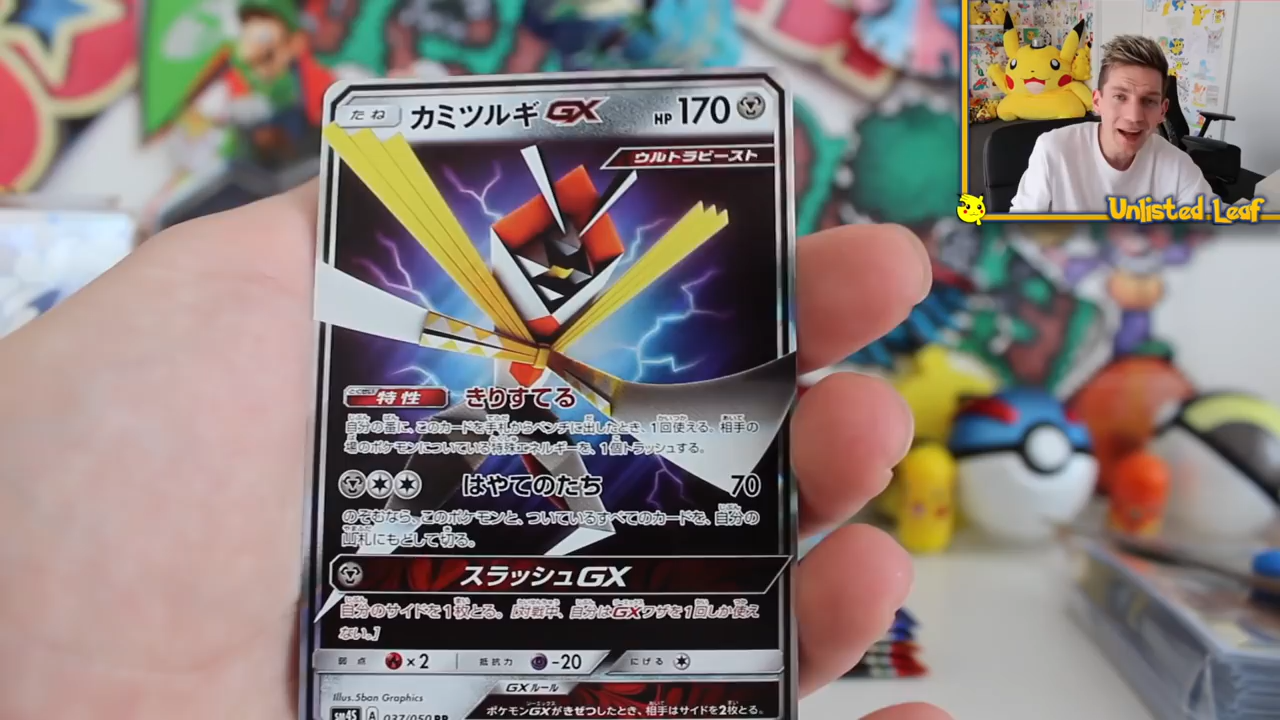 たね カミツルギGX HP 170
ウルトラビースト
Unlisted Leaf
特性 きりすてる
自分の番に、このカードを手札からベンチに出したとき、1回使える。相手の
場のポケモンについている特殊エネルギーを、1個トラッシュする。
はやてのたち 70
のぞむなら、このポケモンと、ついているすべてのカードを、自分の
山札にもどして切る。
スラッシュGX
自分のサイドを1枚とる。[対戦中、自分はGXワザを1回しか使え
ない。]
弱点 ×2 抵抗力 -20 にげる
Illus.5ban Graphics
GXルール
SM4S A 037/050 RR
ポケモンGXがきぜつしたとき、相手はサイドを2枚とる。